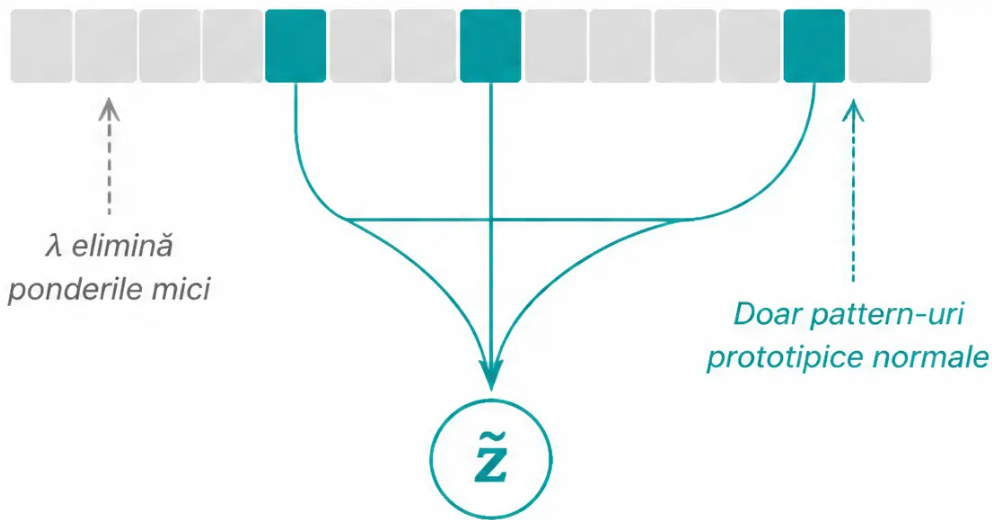 λ elimină
ponderile mici
Doar pattern-uri
prototipice normale
z̃